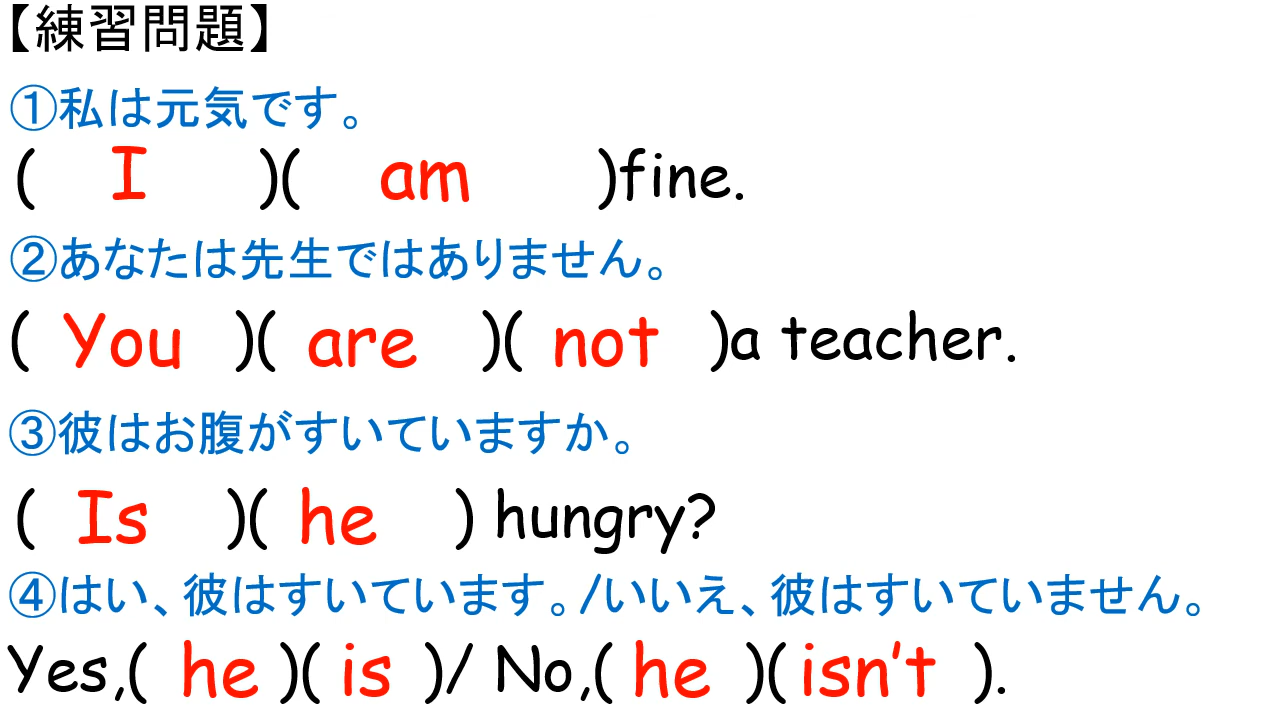 【練習問題】
①私は元気です。
( I )( am )fine.
②あなたは先生ではありません。
( You )( are )( not )a teacher.
③彼はお腹がすいていますか。
( Is )( he ) hungry?
④はい、彼はすいています。/いいえ、彼はすいていません。
Yes,( he )( is )/ No,( he )( isn't ).